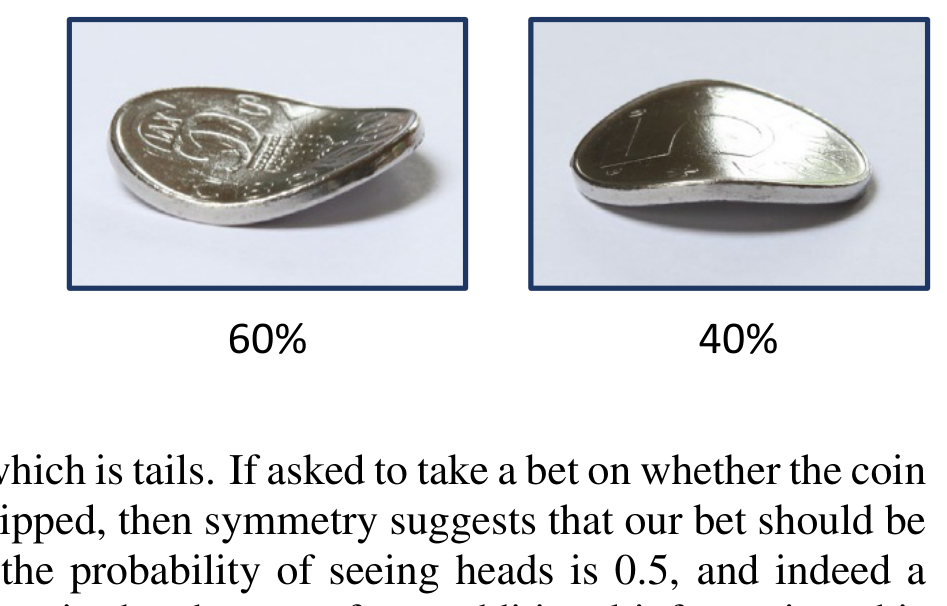 60%
40%
which is tails. If asked to take a bet on whether the coin
ipped, then symmetry suggests that our bet should be
the probability of seeing heads is 0.5, and indeed a